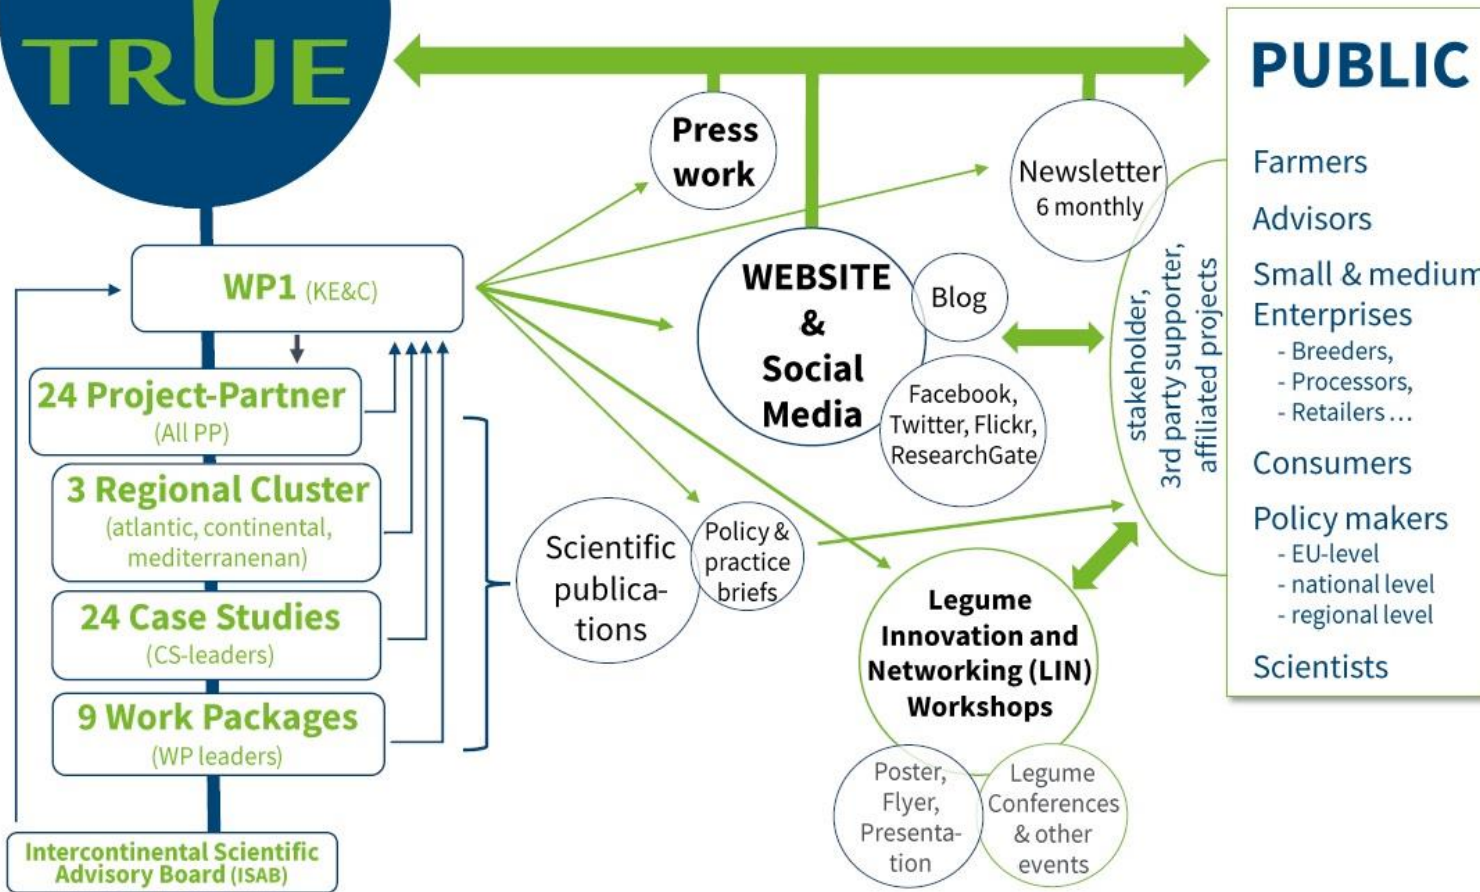 TRUE
WP1 (KE&C)
24 Project-Partner
(All PP)
3 Regional Cluster
(atlantic, continental,
mediterranenan)
24 Case Studies
(CS-leaders)
9 Work Packages
(WP leaders)
Intercontinental Scientific
Advisory Board (ISAB)
Press
work
Newsletter
6 monthly
WEBSITE
&
Social
Media
Blog
Facebook,
Twitter, Flickr,
ResearchGate
Scientific
publica-
tions
Policy &
practice
briefs
Legume
Innovation and
Networking (LIN)
Workshops
Poster,
Flyer,
Presenta-
tion
Legume
Conferences
& other
events
stakeholder,
3rd party supporter,
affiliated projects
PUBLIC
Farmers
Advisors
Small & medium
Enterprises
- Breeders,
- Processors,
- Retailers...
Consumers
Policy makers
- EU-level
- national level
- regional level
Scientists